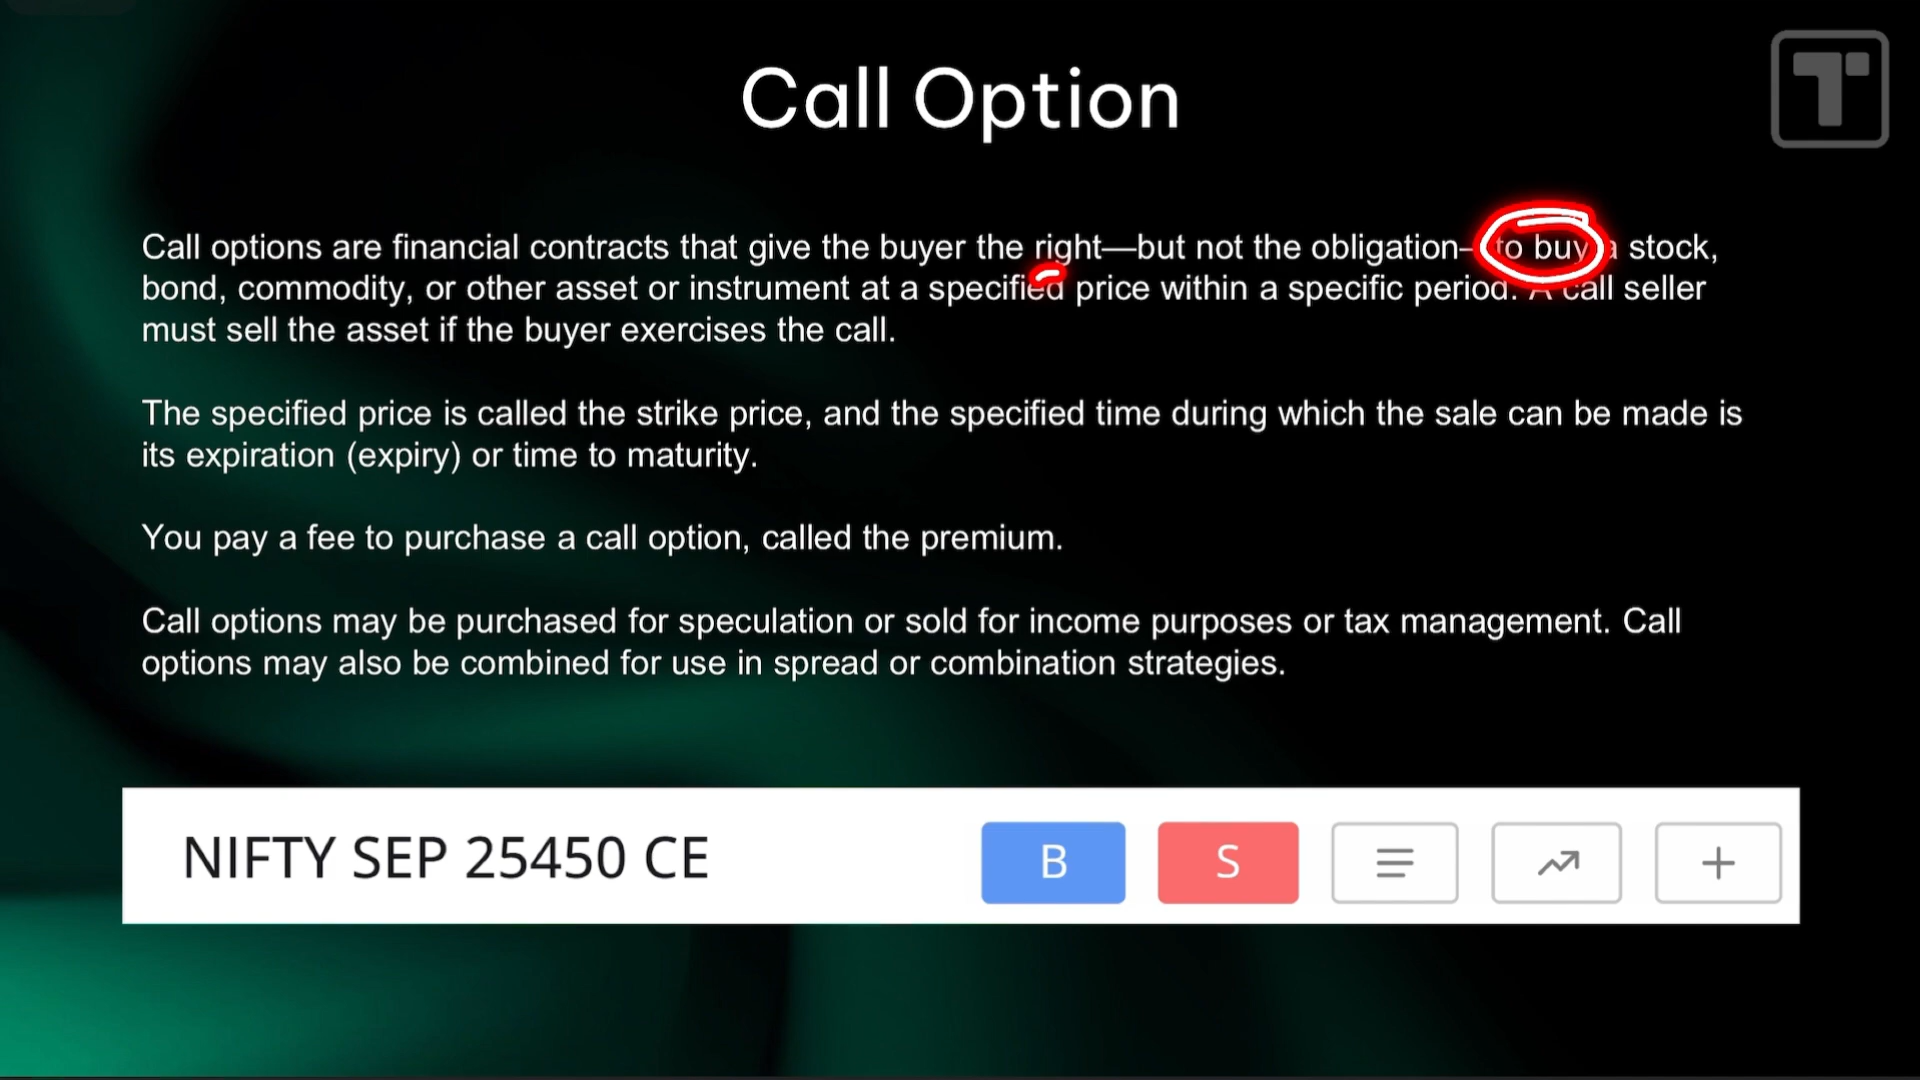 Call Option
Call options are financial contracts that give the buyer the right—but not the obligation—to buy a stock,
bond, commodity, or other asset or instrument at a specified price within a specific period. A call seller
must sell the asset if the buyer exercises the call.
The specified price is called the strike price, and the specified time during which the sale can be made is
its expiration (expiry) or time to maturity.
You pay a fee to purchase a call option, called the premium.
Call options may be purchased for speculation or sold for income purposes or tax management. Call
options may also be combined for use in spread or combination strategies.
NIFTY SEP 25450 CE B S